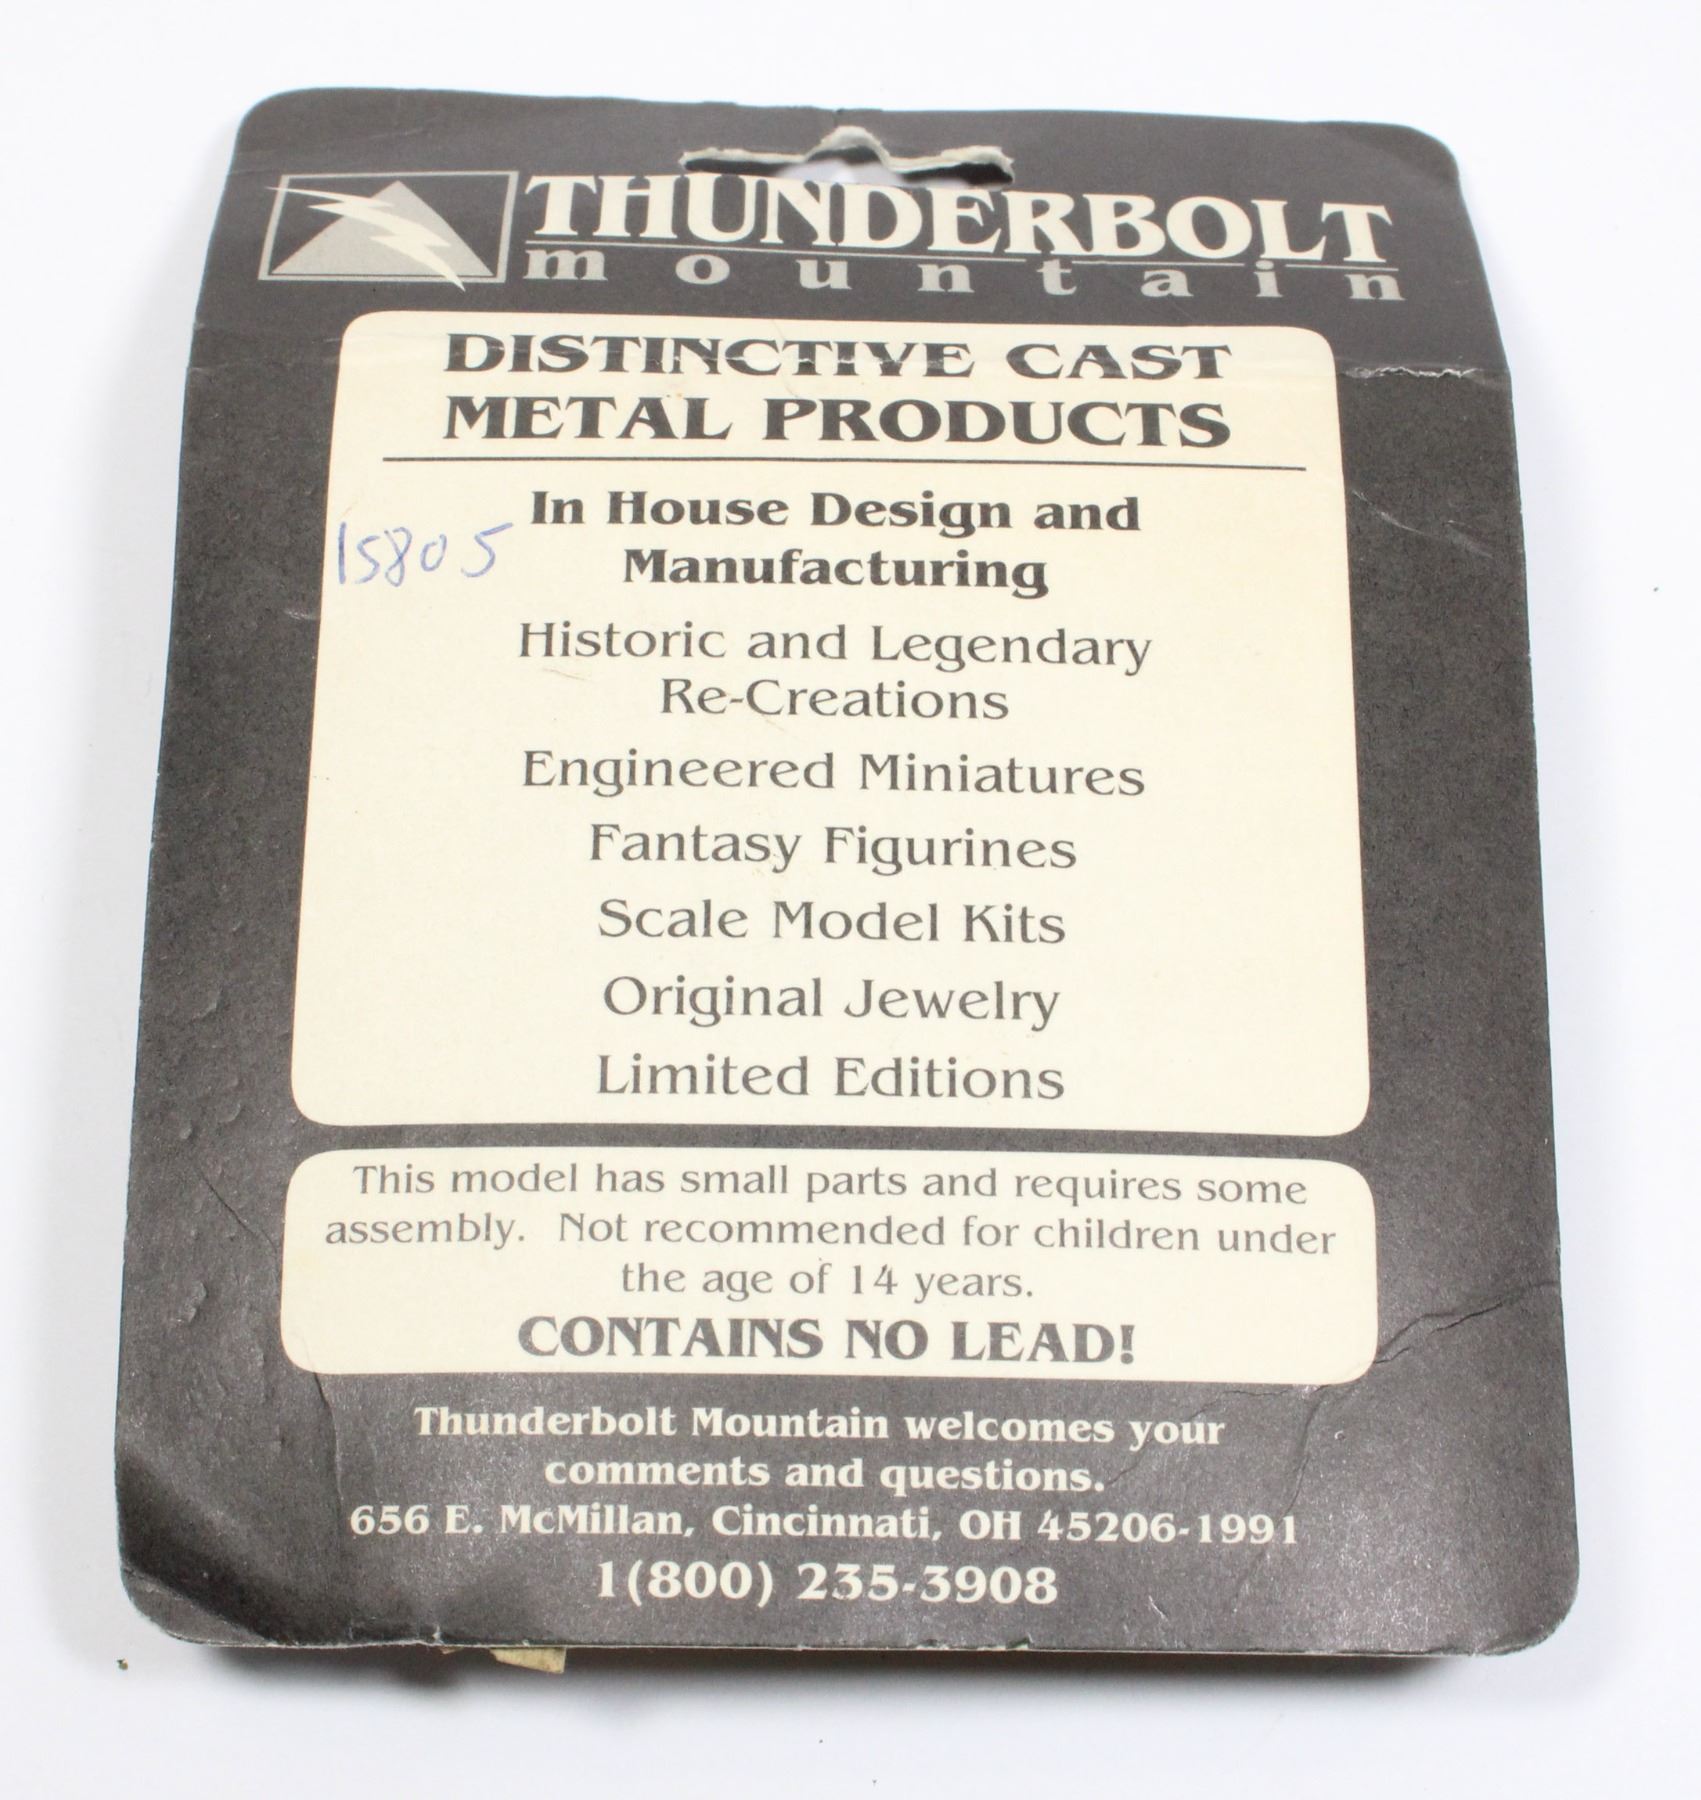 THUNDERBOLT
mountain
DISTINCTIVE CAST
METAL PRODUCTS
In House Design and
15805
Manufacturing
Historic and Legendary
Re-Creations
Engineered Miniatures
Fantasy Figurines
Scale Model Kits
Original Jewelry
Limited Editions
This model has small parts and requires some
assembly. Not recommended for children under
the age of 14 years.
CONTAINS NO LEAD!
Thunderbolt Mountain welcomes your
comments and questions.
656 E. McMillan, Cincinnati, OH 45206-1991
1(800) 235-3908